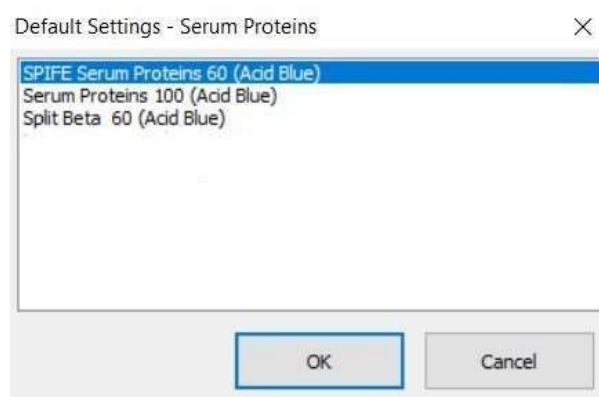 Default Settings - Serum Proteins
SPIFE Serum Proteins 60 (Acid Blue)
Serum Proteins 100 (Acid Blue)
Split Beta 60 (Acid Blue)
OK
Cancel